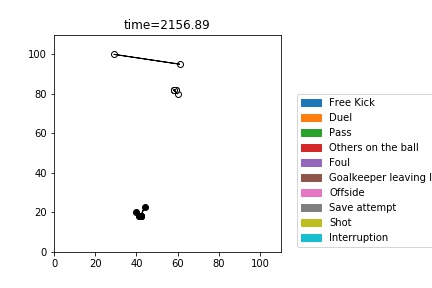 time=2156.89
100
80
60
40
20
0
0 20 40 60 80 100
Free Kick
Duel
Pass
Others on the ball
Foul
Goalkeeper leaving l
Offside
Save attempt
Shot
Interruption